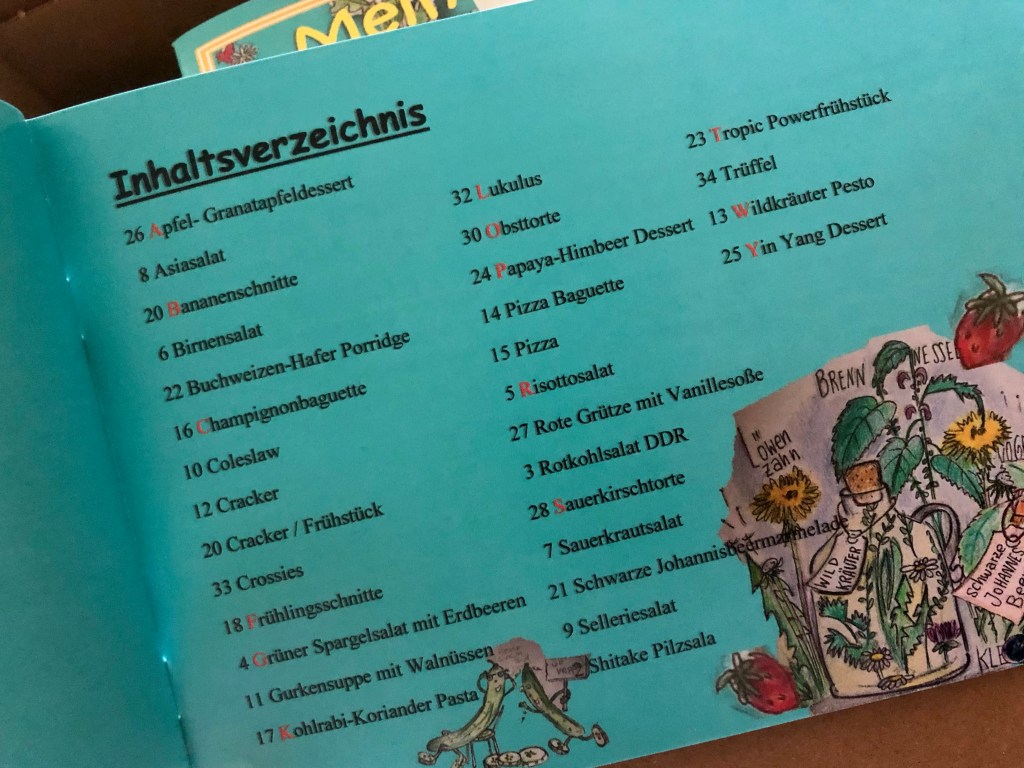 Mein
Inhaltsverzeichnis
26 Apfel- Granatapfeldessert
8 Asiasalat
20 Bananenschnitte
6 Birnensalat
22 Buchweizen-Hafer Porridge
16 Champignonbaguette
10 Coleslaw
12 Cracker
20 Cracker / Frühstück
33 Crossies
18 Frühlingsschnitte
4 Grüner Spargelsalat mit Erdbeeren
11 Gurkensuppe mit Walnüssen
17 Kohlrabi-Koriander Pasta
32 Lukulus
30 Obsttorte
24 Papaya-Himbeer Dessert
14 Pizza Baguette
15 Pizza
5 Risottosalat
27 Rote Grütze mit Vanillesoße
3 Rotkohlsalat DDR
28 Sauerkirschtorte
7 Sauerkrautsalat
21 Schwarze Johannisbeermarmelade
9 Selleriesalat
Shitake Pilzsala
23 Tropic Powerfrühstück
34 Trüffel
13 Wildkräuter Pesto
25 Yin Yang Dessert
BRENN
NESSEL
Löwen
zann
WILD
KRÄUTER
schwarze
JOHANNES
Bee